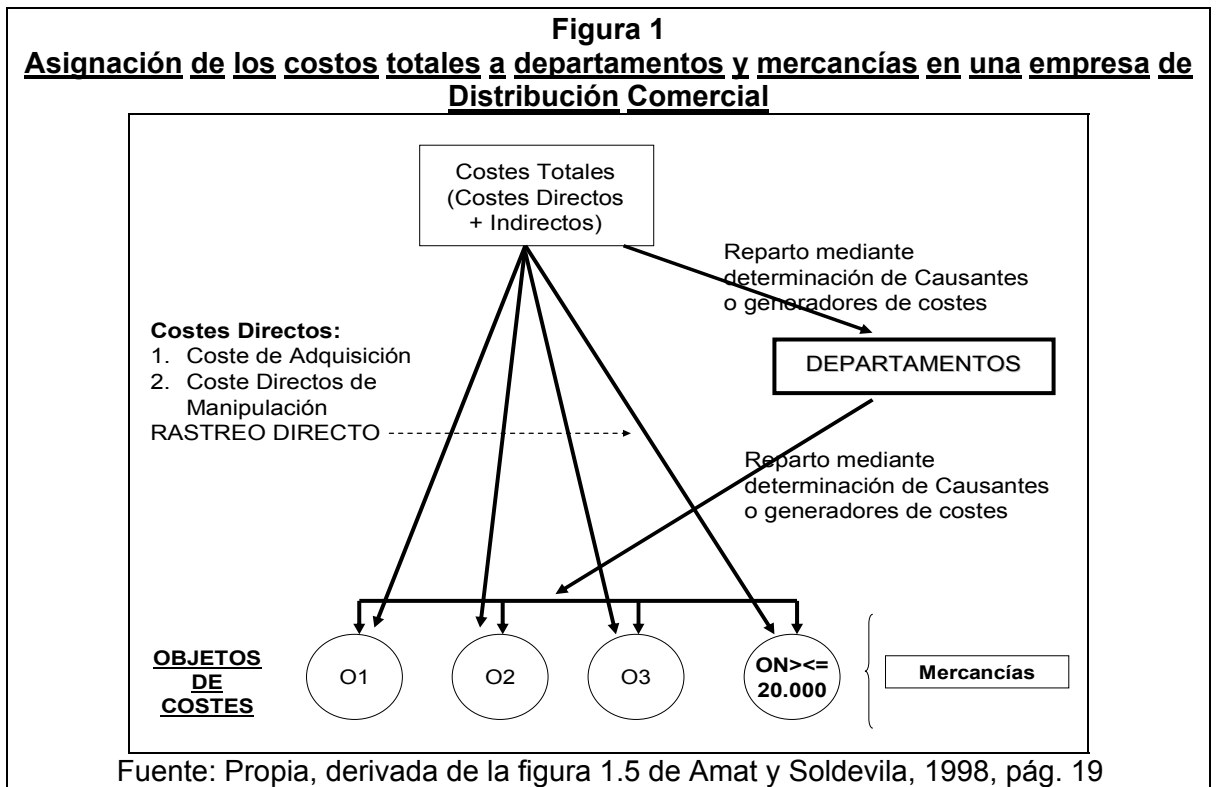 Figura 1
Asignación de los costos totales a departamentos y mercancías en una empresa de
Distribución Comercial
Costes Totales
(Costes Directos
+ Indirectos)
Reparto mediante
determinación de Causantes
o generadores de costes
Costes Directos:
1. Coste de Adquisición
2. Coste Directos de
Manipulación
RASTREO DIRECTO
DEPARTAMENTOS
Reparto mediante
determinación de Causantes
o generadores de costes
OBJETOS
DE
COSTES
O1
O2
O3
ON><=
20.000
Mercancías
Fuente: Propia, derivada de la figura 1.5 de Amat y Soldevila, 1998, pág. 19